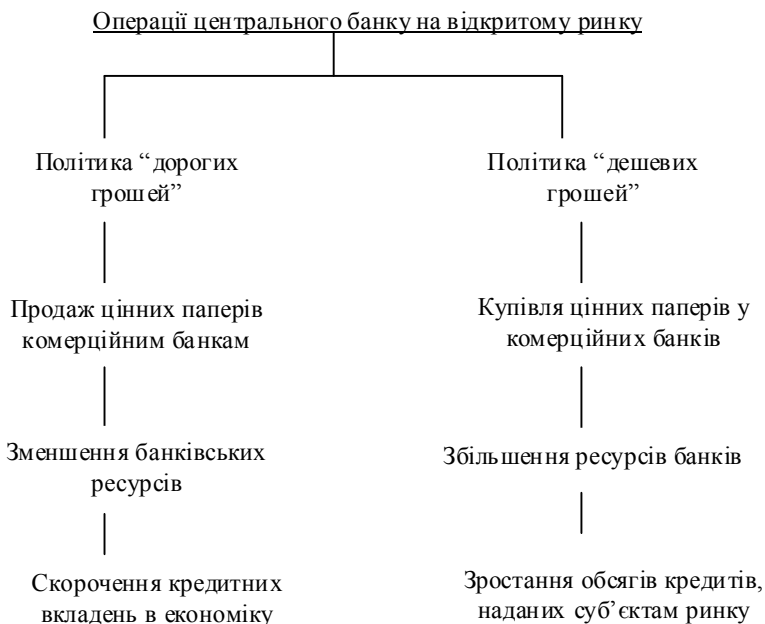 Операції центрального банку на відкритому ринку
Політика “дорогих
грошей”
Політика “дешевих
грошей”
Продаж цінних паперів
комерційним банкам
Купівля цінних паперів у
комерційних банків
Зменшення банківських
ресурсів
Збільшення ресурсів банків
Скорочення кредитних
вкладень в економіку
Зростання обсягів кредитів,
наданих суб’єктам ринку